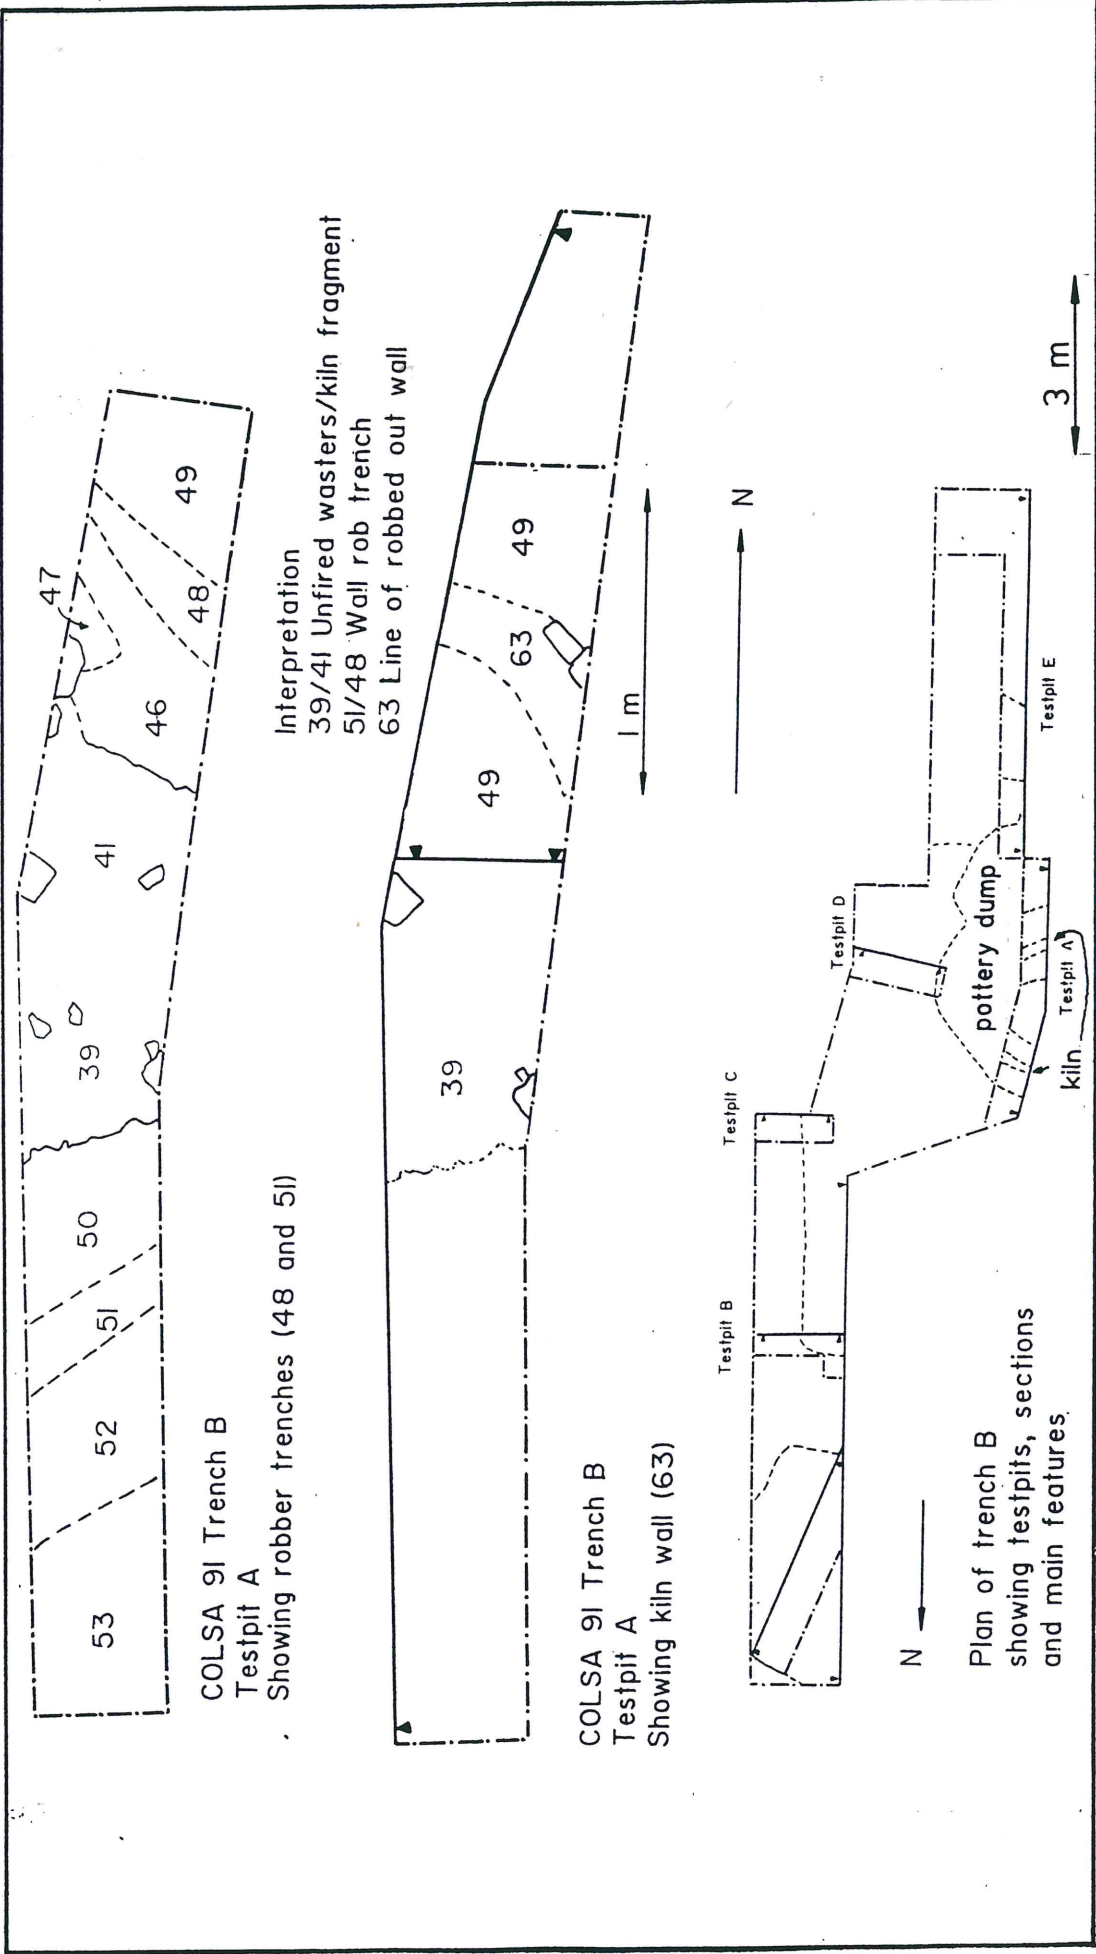 53
52
51
50
39
41
46
47
48
49
COLSA 91 Trench B
Testpit A
Showing robber trenches (48 and 51)
Interpretation
39/41 Unfired wasters/kiln fragment
51/48 Wall rob trench
63 Line of robbed out wall
39
49
63
49
COLSA 91 Trench B
Testpit A
Showing kiln wall (63)
1 m
N
Testpit B
Testpit C
Testpit D
pottery dump
Testpit E
Testpit A
kiln
N
Plan of trench B
showing testpits, sections
and main features.
3 m